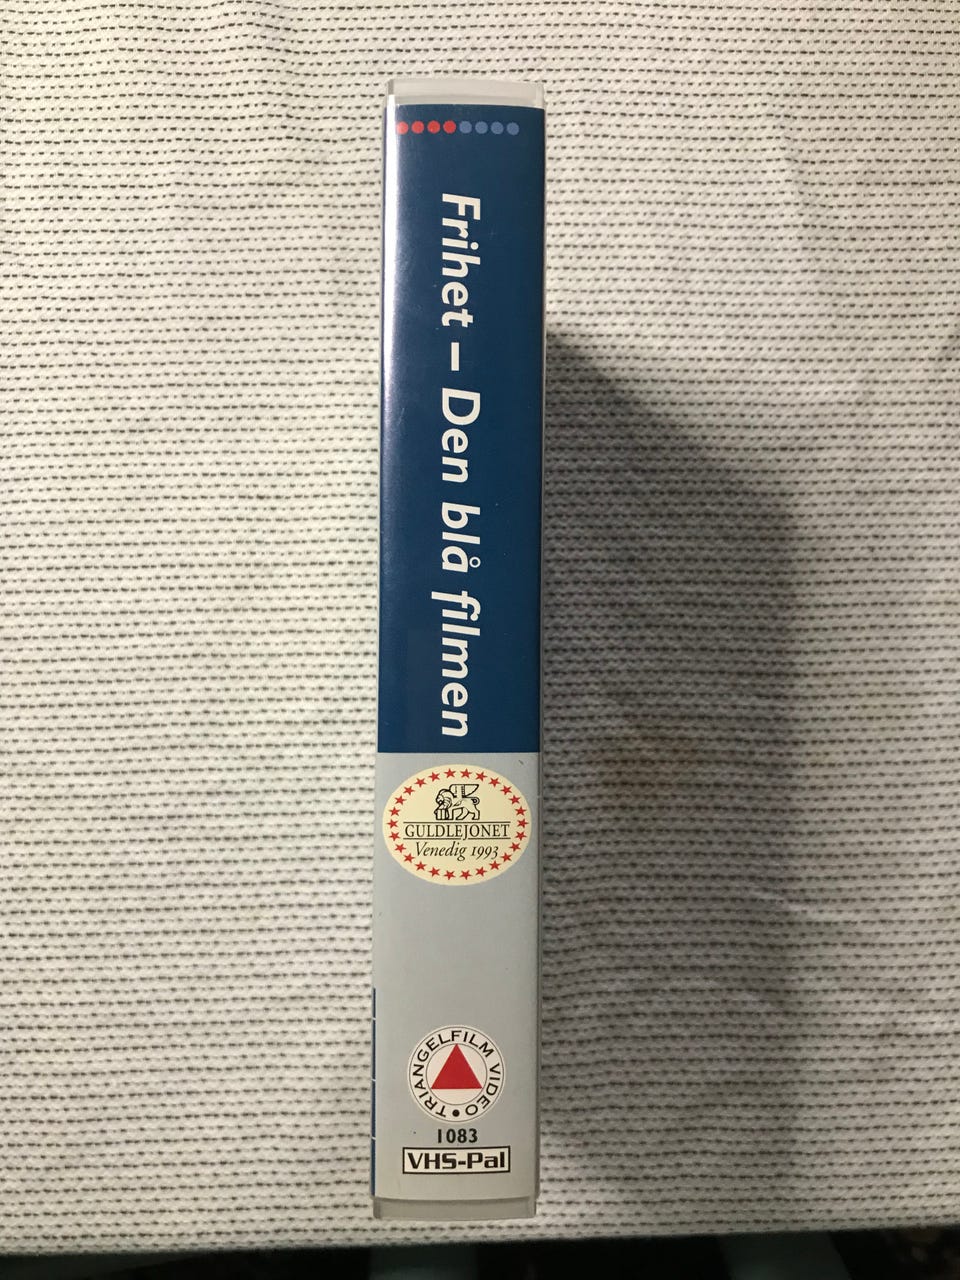 Frihet – Den blå filmen
GULDLEJONET
Venedig 1993
TRIANGELFILM VIDEO •
1083
VHS-Pal